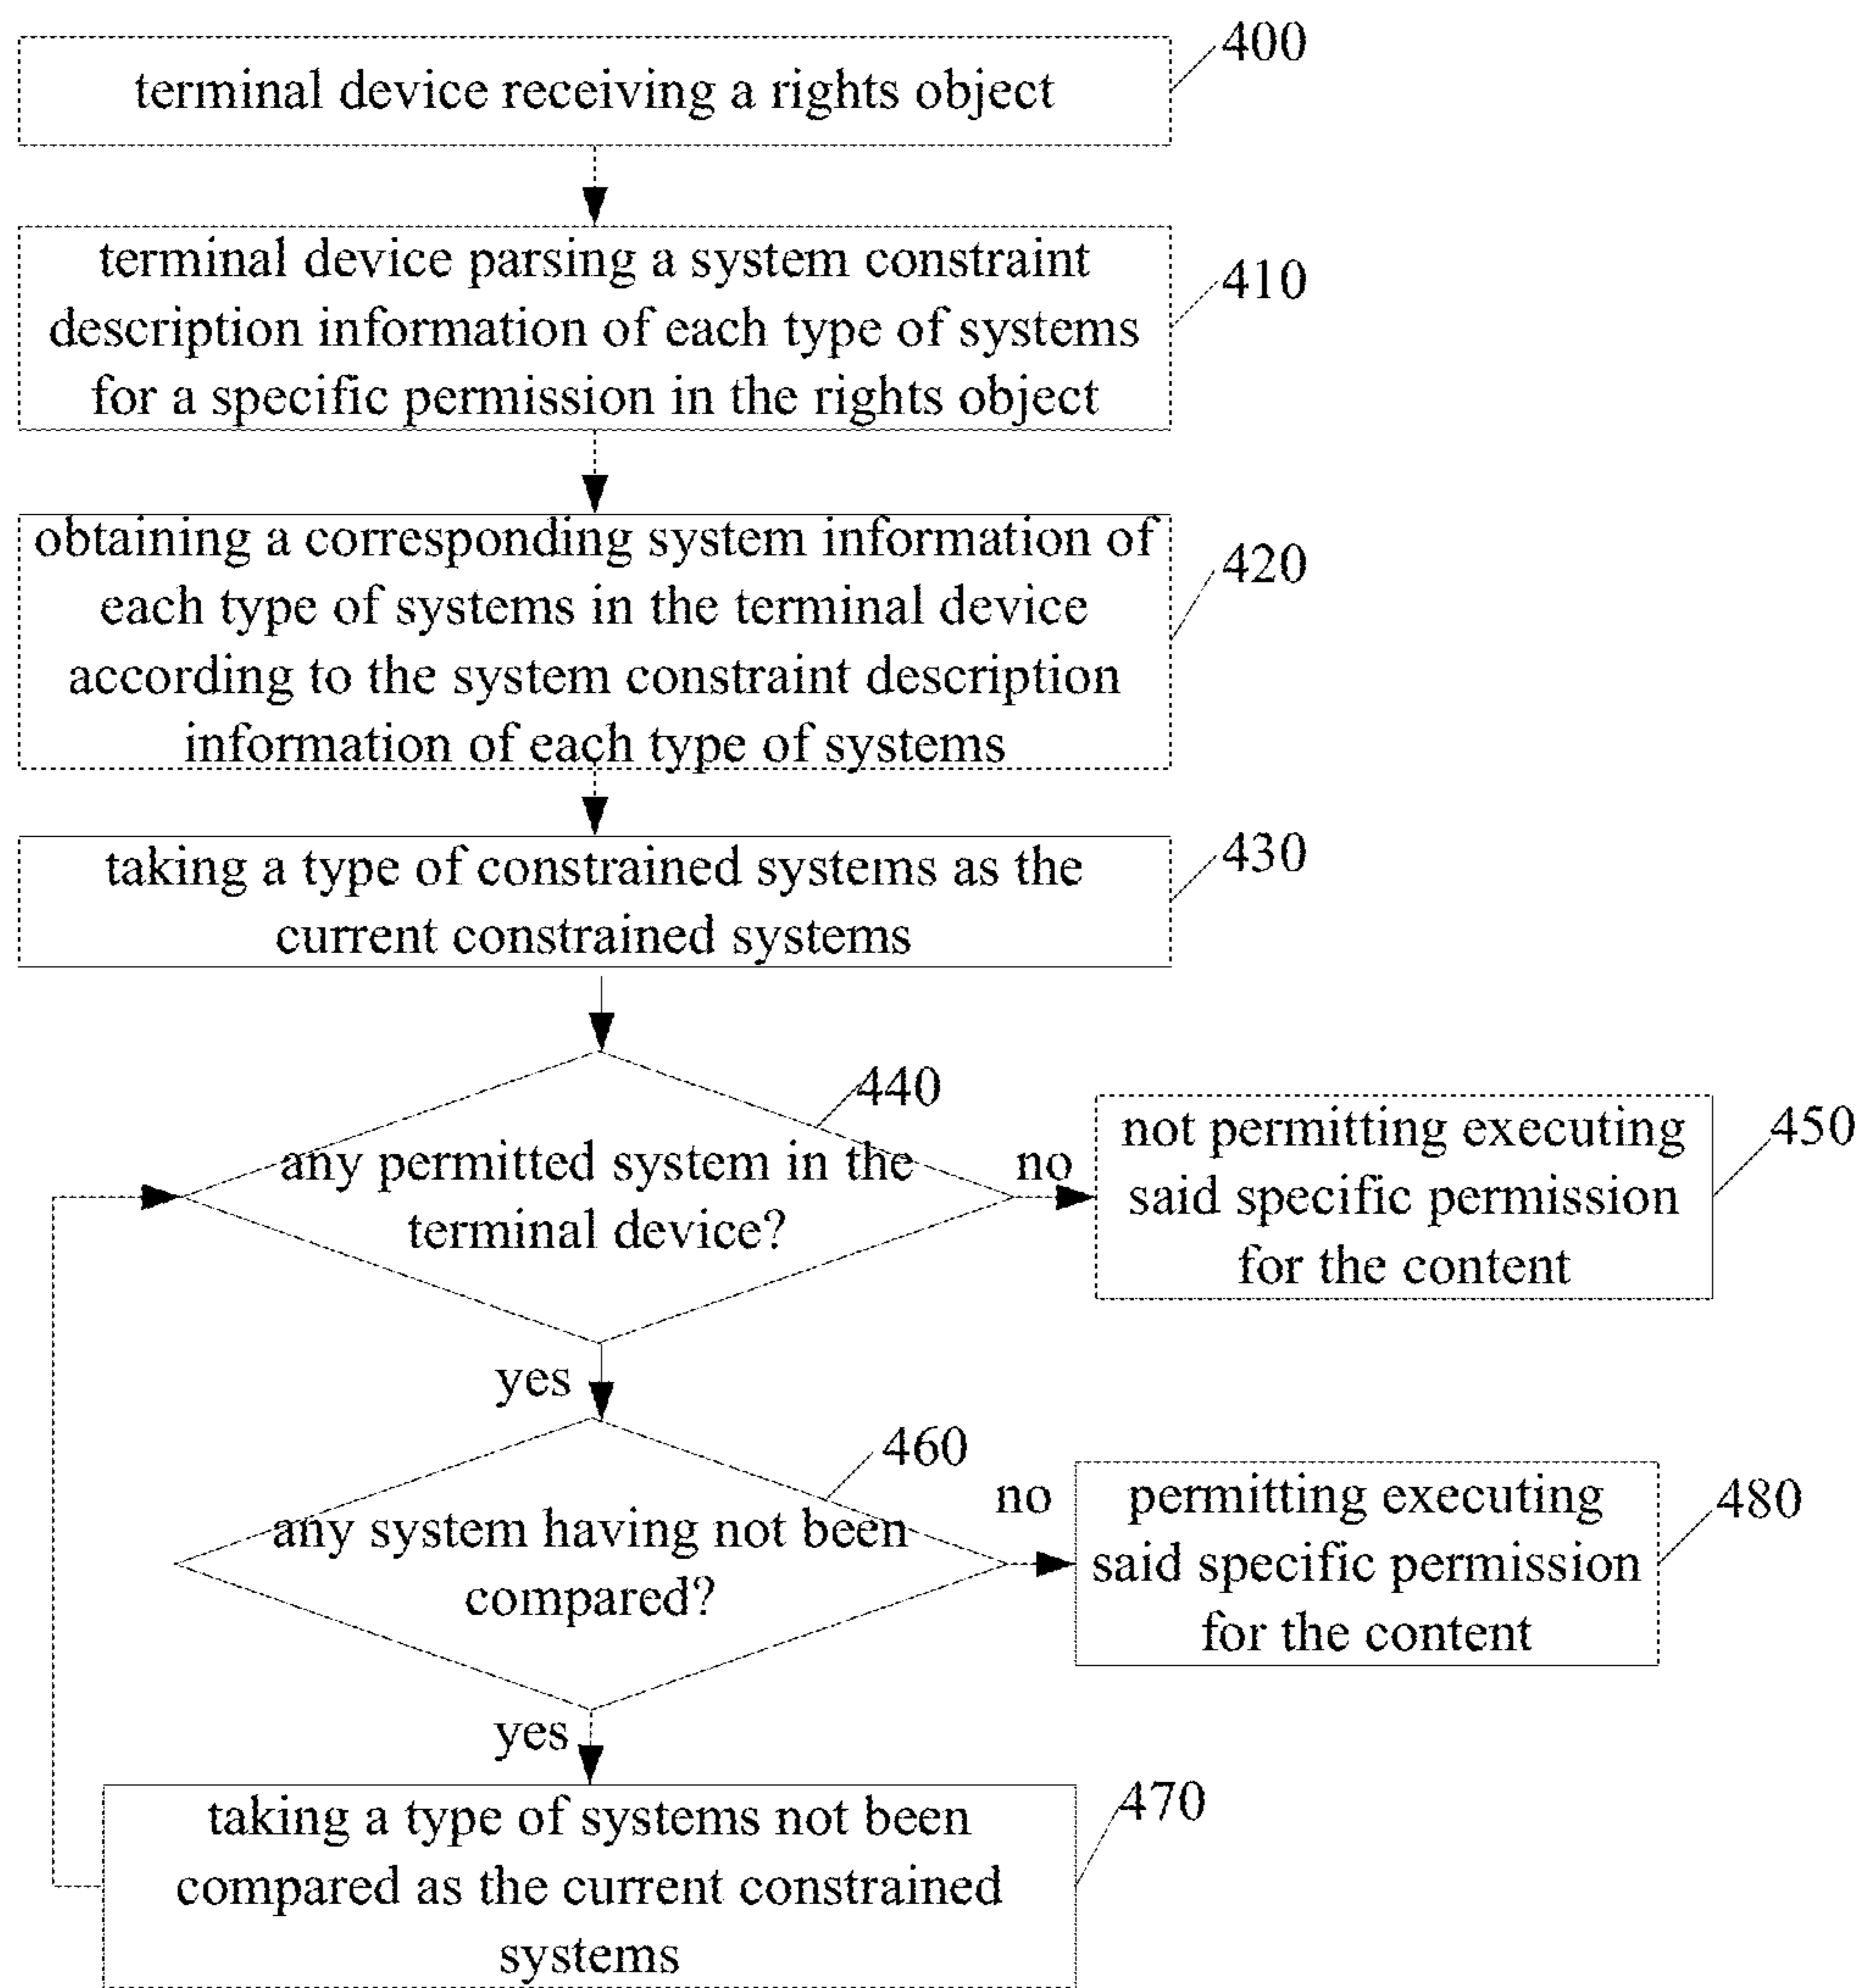 400
terminal device receiving a rights object
terminal device parsing a system constraint
description information of each type of systems
for a specific permission in the rights object
410
obtaining a corresponding system information of
each type of systems in the terminal device
according to the system constraint description
information of each type of systems
420
taking a type of constrained systems as the
current constrained systems
430
440
any permitted system in the
terminal device?
no
not permitting executing
said specific permission
for the content
450
yes
460
any system having not been
compared?
no
permitting executing
said specific permission
for the content
480
yes
taking a type of systems not been
compared as the current constrained
systems
470